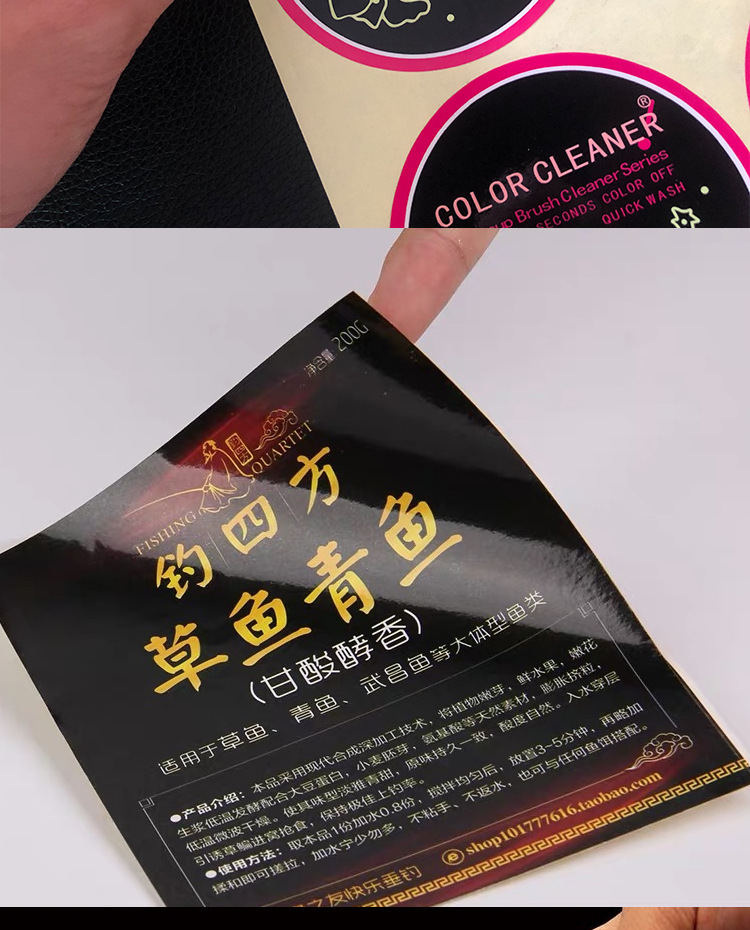 COLOR CLEANER®
up Brush Cleaner Series
SECONDS COLOR OFF
QUICK WASH
净含量 200G
FISHING QUARTET
钓四方
草鱼青鱼
(甘酸酵香)
适用于草鱼、青鱼、武昌鱼等大体型鱼类
●产品介绍：本品采用现代合成深加工技术，将植物嫩芽，鲜水果，嫩花
生浆低温发酵配合大豆蛋白，小麦胚芽，氨基酸等天然素材，膨胀挤粒，
低温微波干燥。使其味型淡雅青甜，原味持久一致，酸度自然。入水穿层
引诱草鳊进窝抢食，保持极佳上钓率。
●使用方法：取本品1份加水0.8份，搅拌均匀后，放置3-5分钟，再略加
揉和即可搓拉，加水宁少勿多，不粘手、不返水，也可与任何鱼饵搭配。
之友快乐垂钓 shop101777616.taobao.com